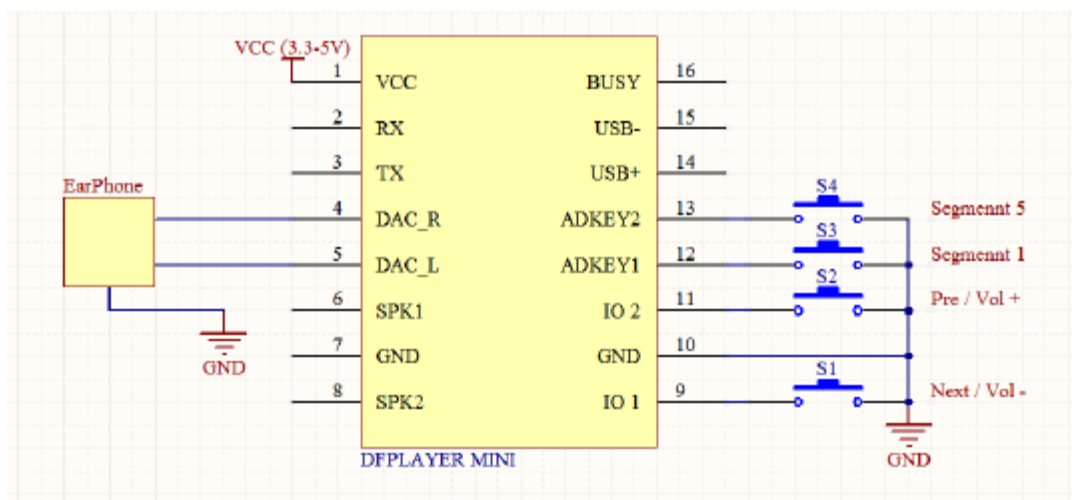 VCC (3.3-5V)
1 VCC BUSY 16
2 RX USB- 15
3 TX USB+ 14
EarPhone S4
4 DAC_R ADKEY2 13 Segmennt 5
S3
5 DAC_L ADKEY1 12 Segmennt 1
S2
6 SPK1 IO 2 11 Pre / Vol +
7 GND GND 10
GND S1
8 SPK2 IO 1 9 Next / Vol -
DFPLAYER MINI GND